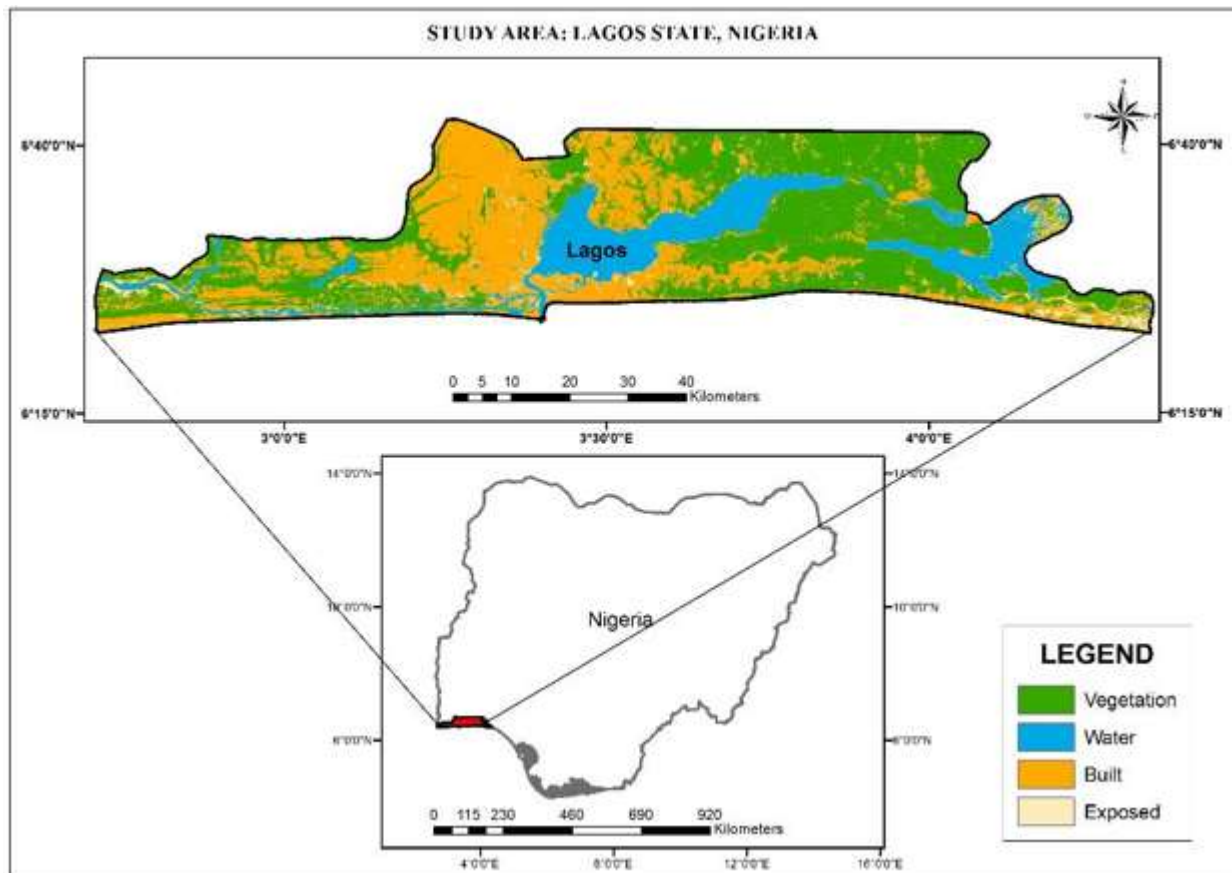 STUDY AREA: LAGOS STATE, NIGERIA
6°40'0"N
6°40'0"N
Lagos
0 5 10 20 30 40
Kilometers
6°15'0"N
6°15'0"N
3°0'0"E 3°30'0"E 4°0'0"E
14°0'0"N
14°0'0"N
10°0'0"N
10°0'0"N
Nigeria
6°0'0"N
6°0'0"N
0 115 230 460 690 920
Kilometers
4°0'0"E 8°0'0"E 12°0'0"E 16°0'0"E
LEGEND
Vegetation
Water
Built
Exposed